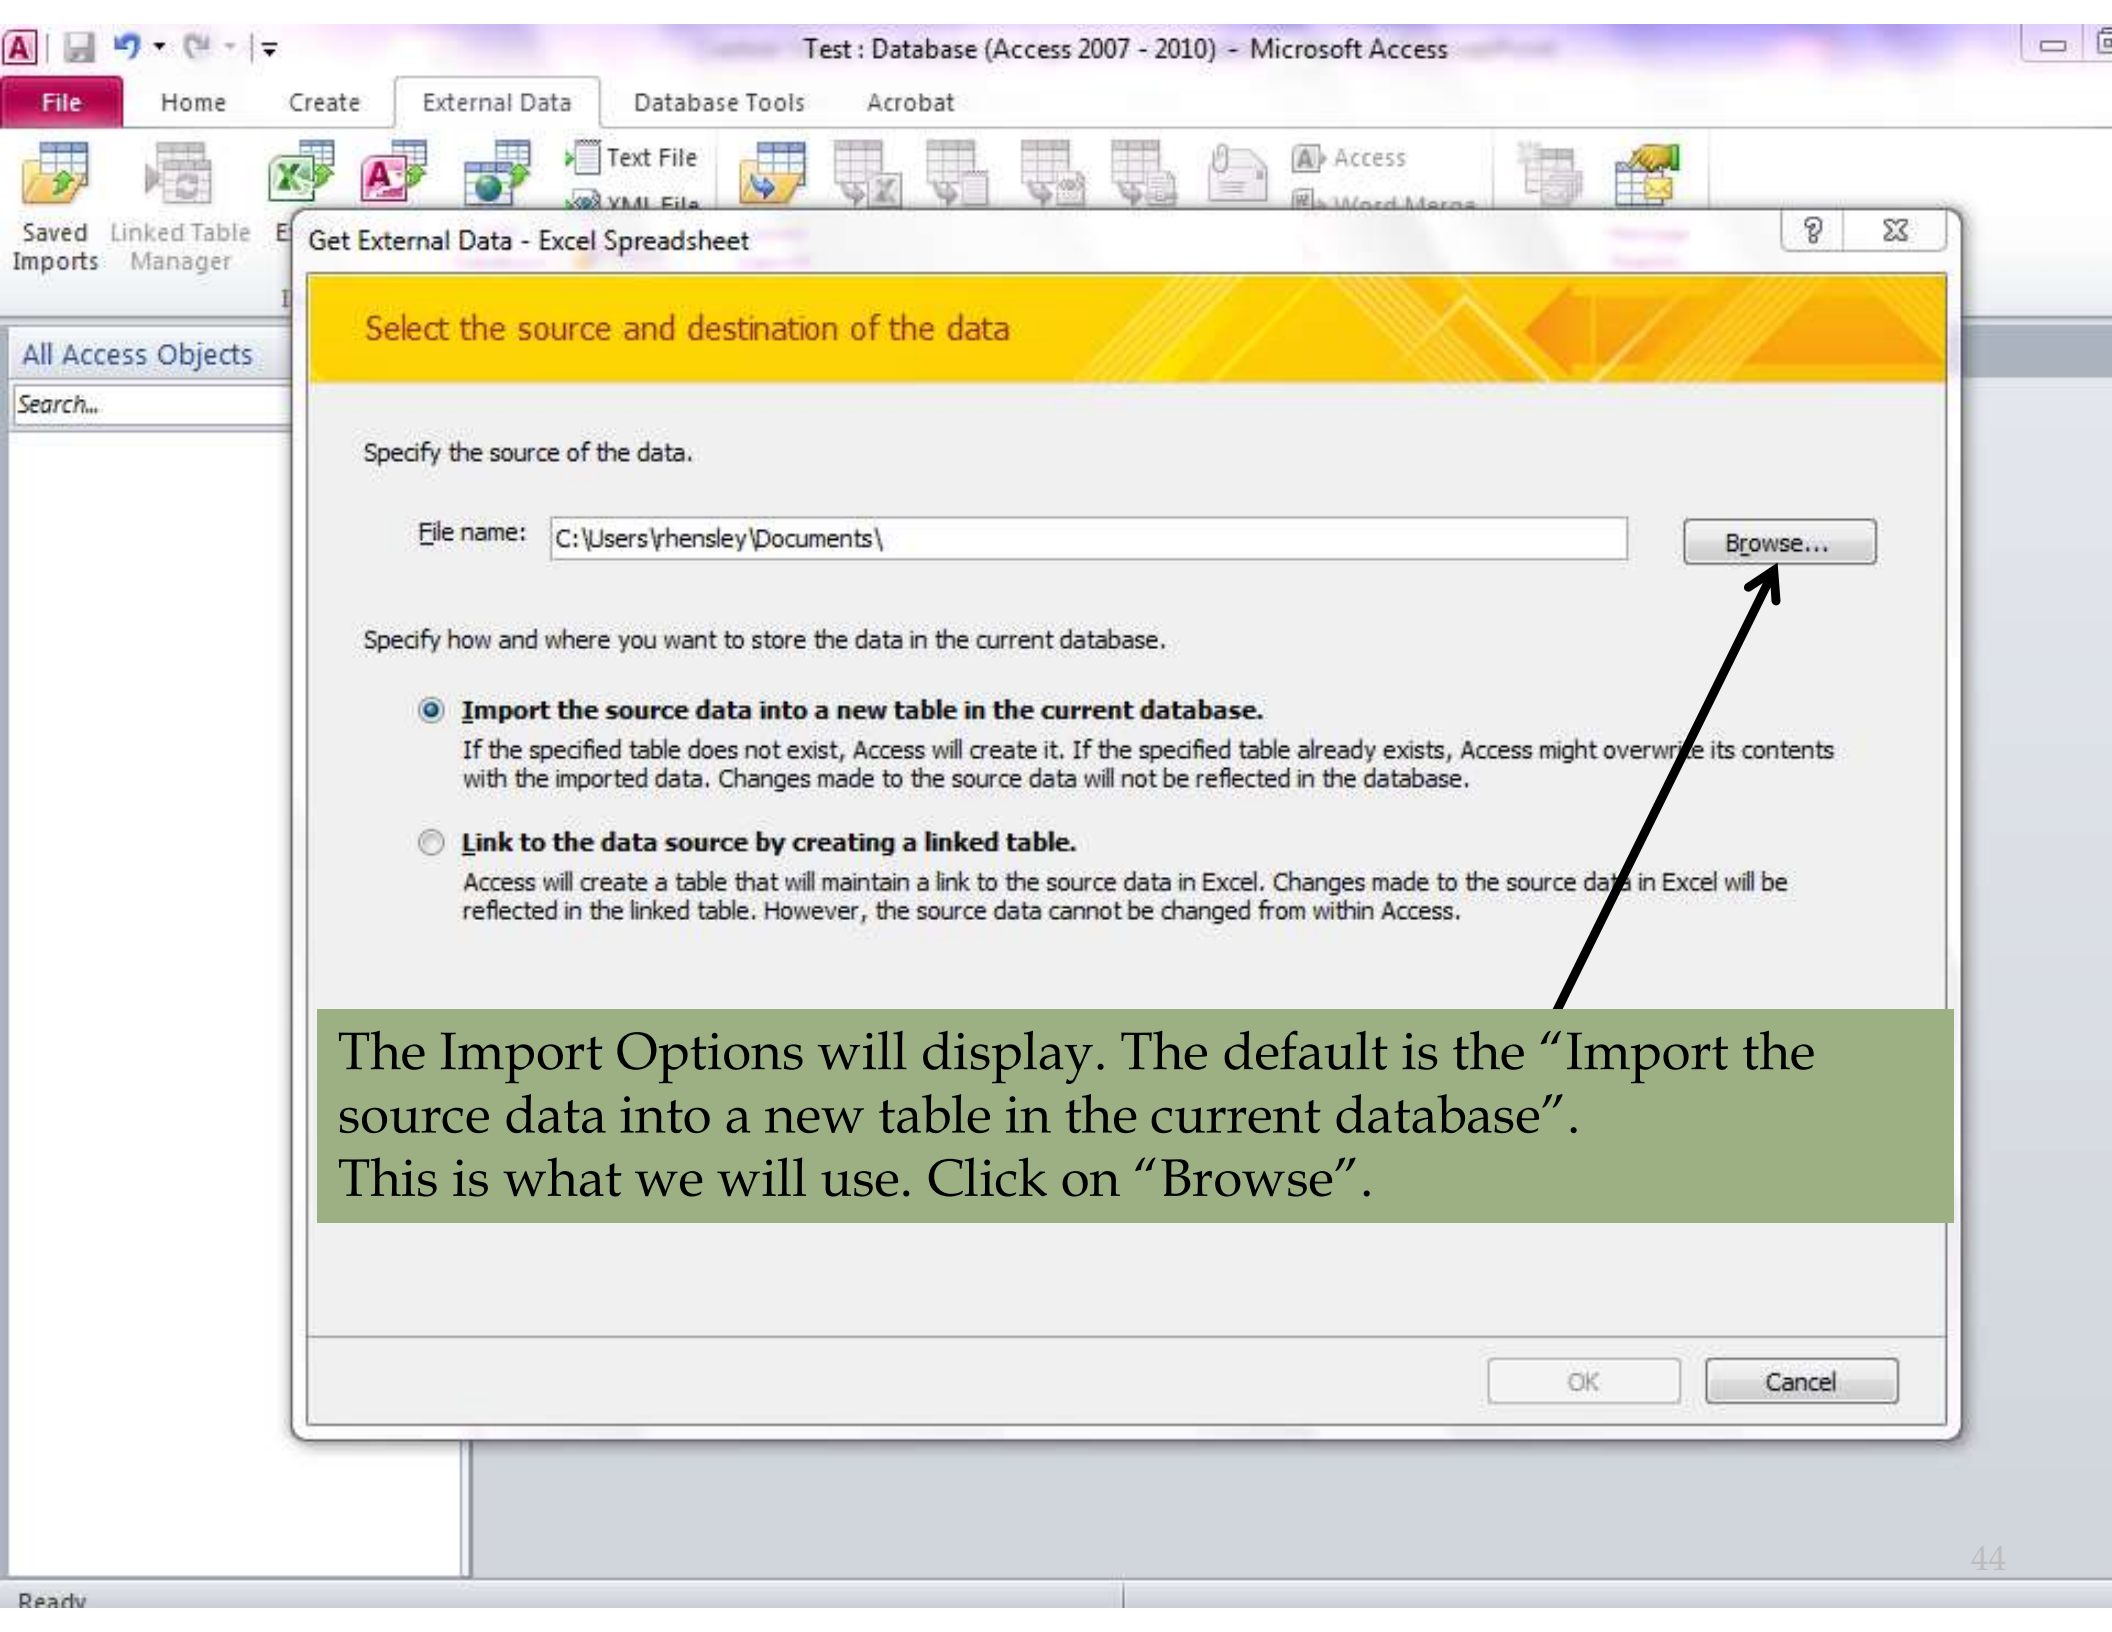 Test : Database (Access 2007 - 2010) - Microsoft Access
File Home Create External Data Database Tools Acrobat
Text File
XML File
Access
Word Merge
Saved Imports
Linked Table Manager
Get External Data - Excel Spreadsheet
Select the source and destination of the data
All Access Objects
Search...
Specify the source of the data.
File name: C:\Users\rhensley\Documents\ Browse...
Specify how and where you want to store the data in the current database.
Import the source data into a new table in the current database.
If the specified table does not exist, Access will create it. If the specified table already exists, Access might overwrite its contents
with the imported data. Changes made to the source data will not be reflected in the database.
Link to the data source by creating a linked table.
Access will create a table that will maintain a link to the source data in Excel. Changes made to the source data in Excel will be
reflected in the linked table. However, the source data cannot be changed from within Access.
The Import Options will display. The default is the “Import the
source data into a new table in the current database”.
This is what we will use. Click on “Browse”.
OK Cancel
44
Ready